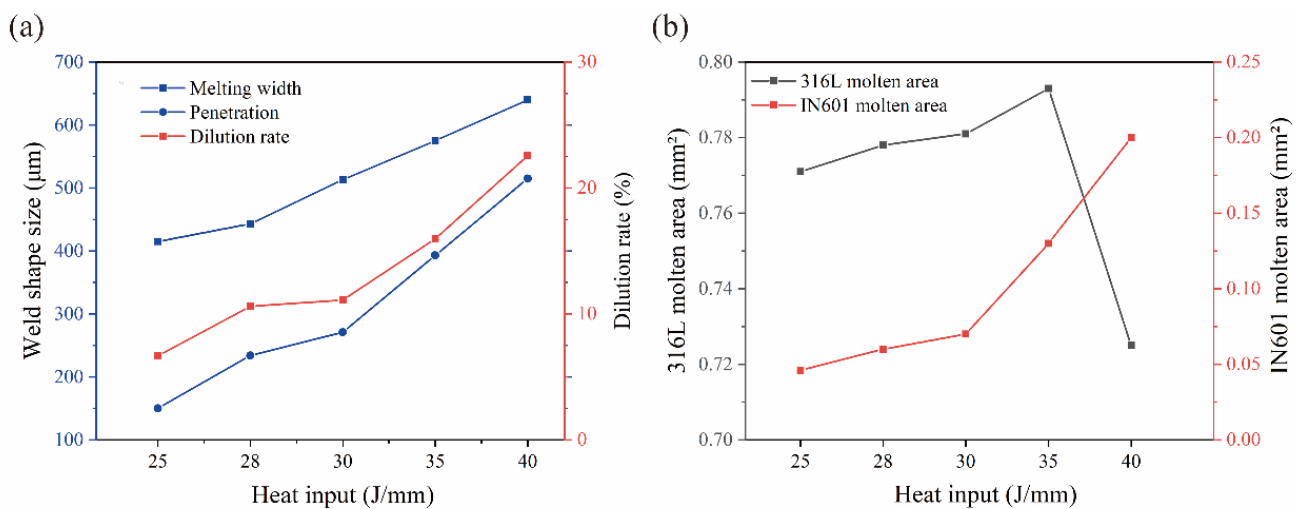 (a)
700
600
500
400
300
200
100
Weld shape size (μm)
Melting width
Penetration
Dilution rate
30
20
10
0
Dilution rate (%)
25 28 30 35 40
Heat input (J/mm)
(b)
0.80
0.78
0.76
0.74
0.72
0.70
316L molten area (mm²)
316L molten area
IN601 molten area
0.25
0.20
0.15
0.10
0.05
0.00
IN601 molten area (mm²)
25 28 30 35 40
Heat input (J/mm)